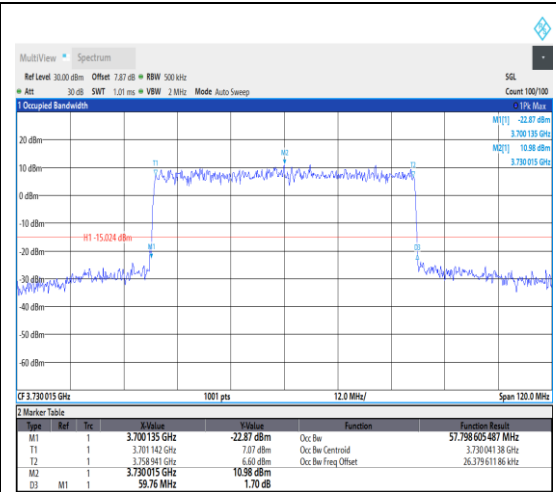 MultiView Spectrum
Ref Level 30.00 dBm Offset 7.87 dB RBW 500 kHz SGL
Att 30 dB SWT 1.01 ms VBW 2 MHz Mode Auto Sweep Count 100/100
1 Occupied Bandwidth 1Pk Max
M1[1] -22.87 dBm
3.700 135 GHz
M2[1] 10.98 dBm
3.730 015 GHz
20 dBm
M2
T1 T2
10 dBm
0 dBm
-10 dBm
H1 -15.024 dBm
M1 D3
-20 dBm
-30 dBm
-40 dBm
-50 dBm
-60 dBm
CF 3.730 015 GHz 1001 pts 12.0 MHz/ Span 120.0 MHz
2 Marker Table
Type Ref Trc X-Value Y-Value Function Function Result
M1 1 3.700 135 GHz -22.87 dBm Occ Bw 57.798 605 487 MHz
T1 1 3.701 142 GHz 7.07 dBm Occ Bw Centroid 3.730 041 38 GHz
T2 1 3.758 941 GHz 6.60 dBm Occ Bw Freq Offset 26.379 611 86 kHz
M2 1 3.730 015 GHz 10.98 dBm
D3 M1 1 59.76 MHz 1.70 dB